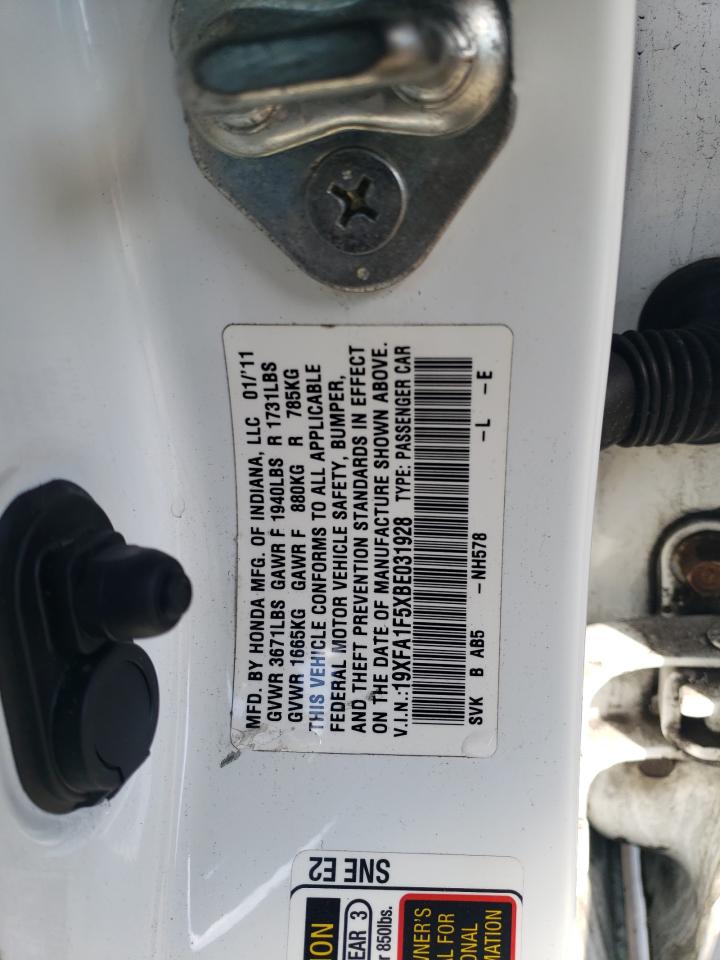 MFD. BY HONDA MFG. OF INDIANA, LLC 01/'11
GVWR 3671LBS GAWR F 1940LBS R 1731LBS
GVWR 1665KG GAWR F 880KG R 785KG
THIS VEHICLE CONFORMS TO ALL APPLICABLE
FEDERAL MOTOR VEHICLE SAFETY, BUMPER,
AND THEFT PREVENTION STANDARDS IN EFFECT
ON THE DATE OF MANUFACTURE SHOWN ABOVE.
V.I.N.:19XFA1F5XBE031928 TYPE: PASSENGER CAR
SVK B AB5 -NH578 -L -E
SNE E2
3
850lbs.